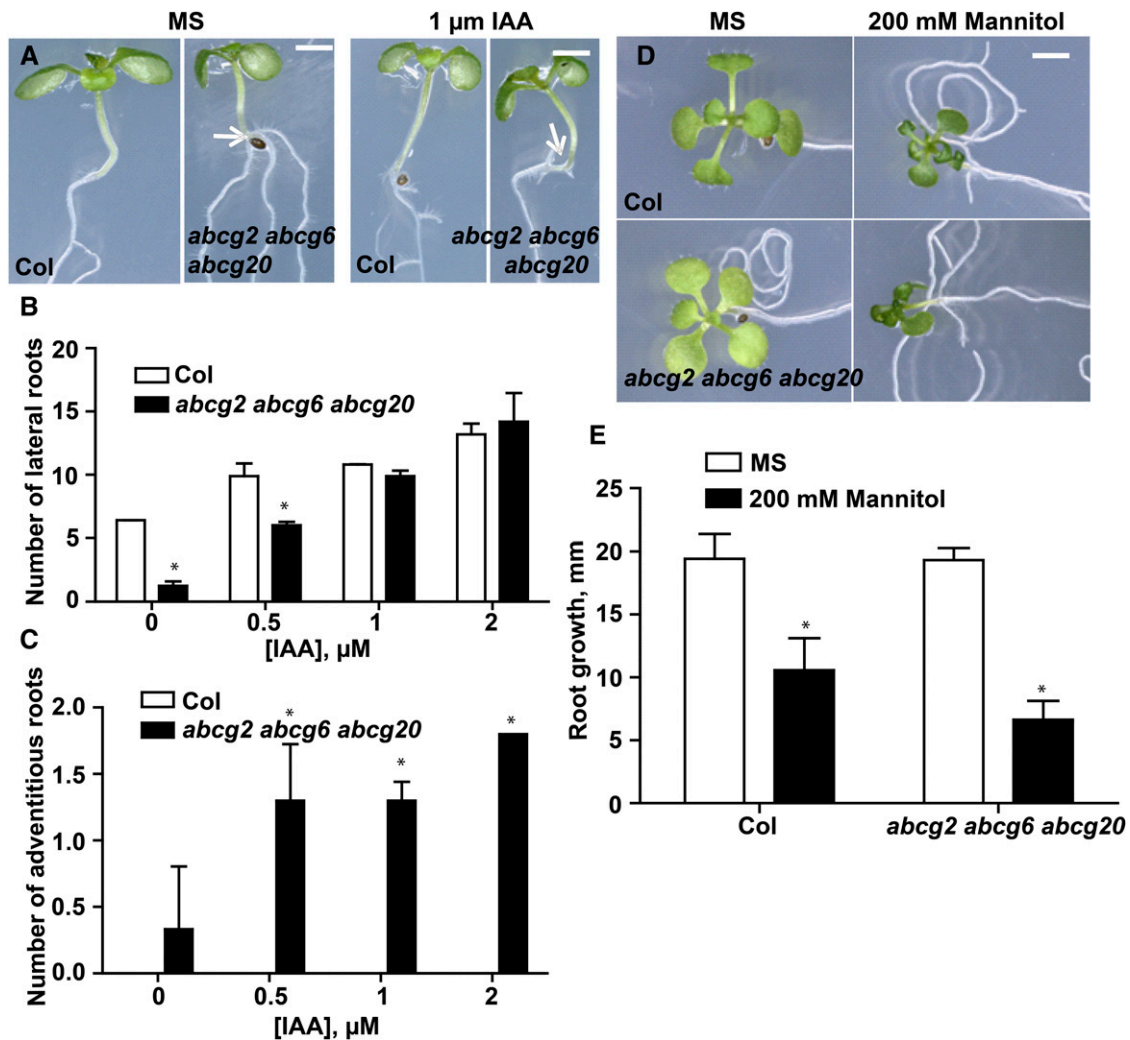 MS
1 µm IAA
A
Col
abcg2 abcg6
abcg20
Col
abcg2 abcg6
abcg20
B
Number of lateral roots
20
15
10
5
0
Col
abcg2 abcg6 abcg20
*
*
0
0.5
1
2
[IAA], µM
C
Number of adventitious roots
2.0
1.5
1.0
0.5
0.0
Col
abcg2 abcg6 abcg20
*
*
*
0
0.5
1
2
[IAA], µM
MS
200 mM Mannitol
D
Col
abcg2 abcg6 abcg20
E
MS
200 mM Mannitol
Root growth, mm
25
20
15
10
5
0
*
*
Col
abcg2 abcg6 abcg20